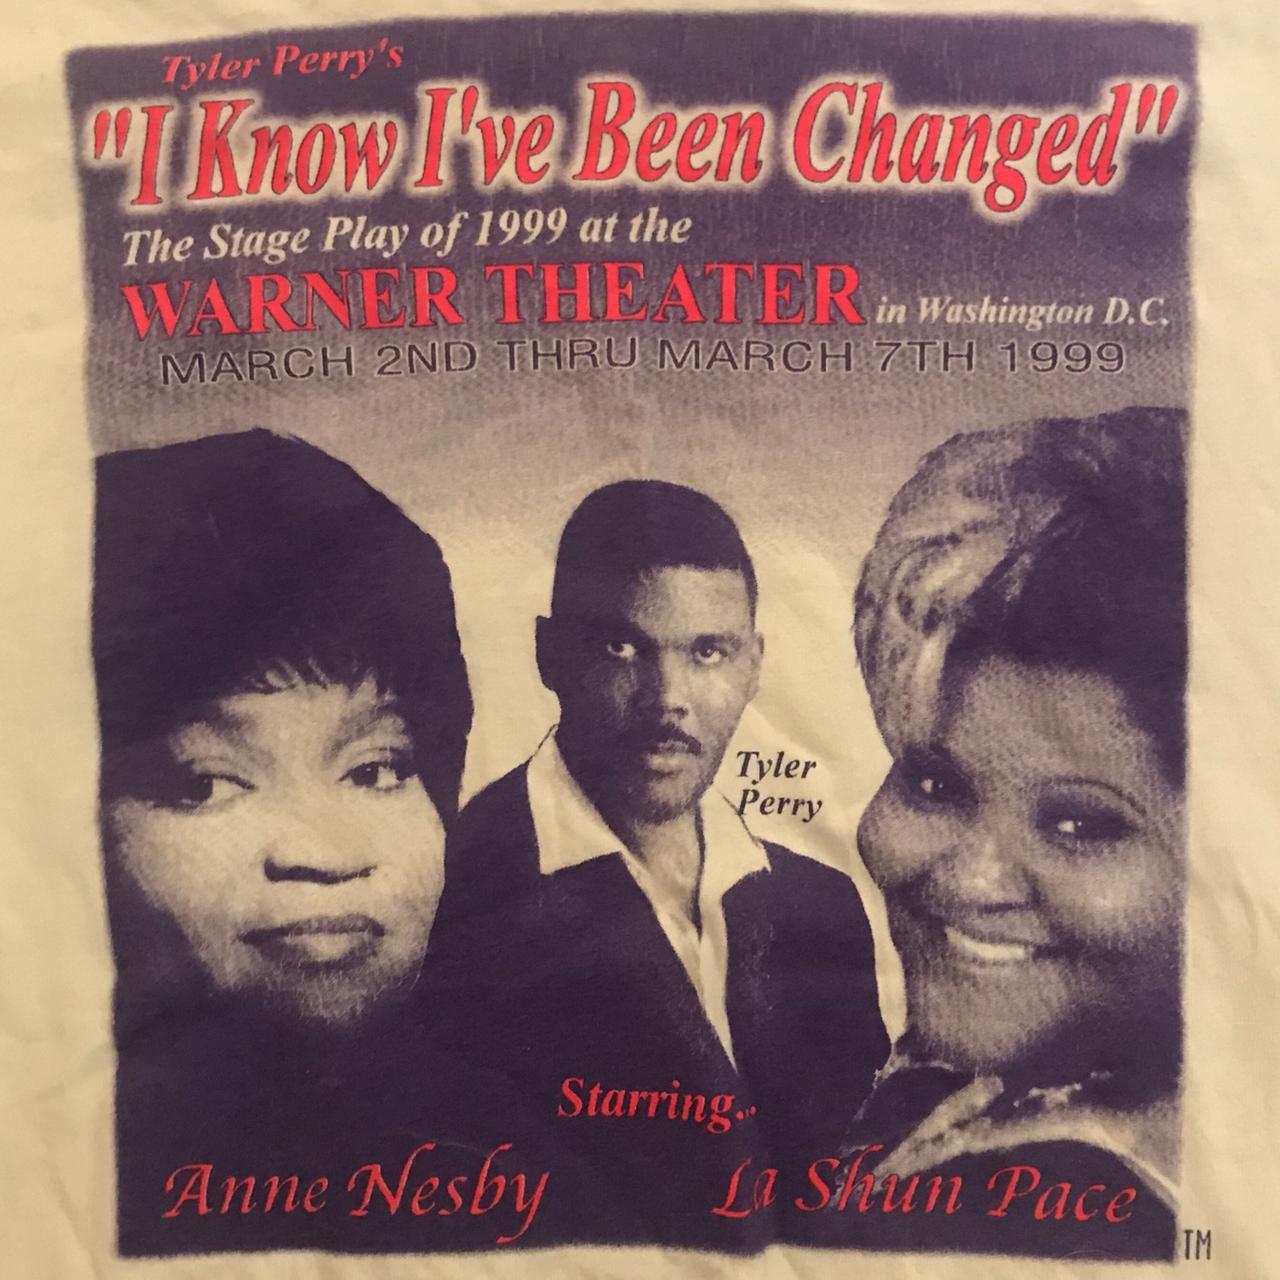 Tyler Perry's
"I Know I've Been Changed"
The Stage Play of 1999 at the
WARNER THEATER in Washington D.C.
MARCH 2ND THRU MARCH 7TH 1999
Tyler
Perry
Starring...
Anne Nesby
La Shun Pace
TM